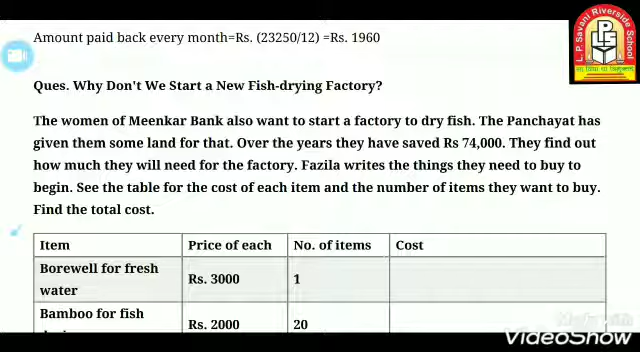 L. P. Savani Riverside School
PLS
Amount paid back every month=Rs. (23250/12) =Rs. 1960
Ques. Why Don't We Start a New Fish-drying Factory?
The women of Meenkar Bank also want to start a factory to dry fish. The Panchayat has
given them some land for that. Over the years they have saved Rs 74,000. They find out
how much they will need for the factory. Fazila writes the things they need to buy to
begin. See the table for the cost of each item and the number of items they want to buy.
Find the total cost.
Item Price of each No. of items Cost
Borewell for fresh
water Rs. 3000 1
Bamboo for fish
Rs. 2000 20
VideoShow